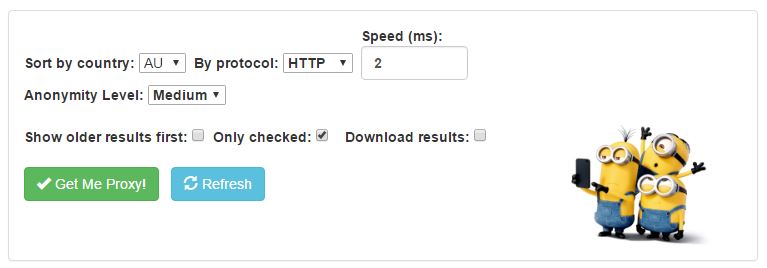 Speed (ms):
Sort by country: AU By protocol: HTTP 2
Anonymity Level: Medium
Show older results first: Only checked: Download results:
Get Me Proxy! Refresh